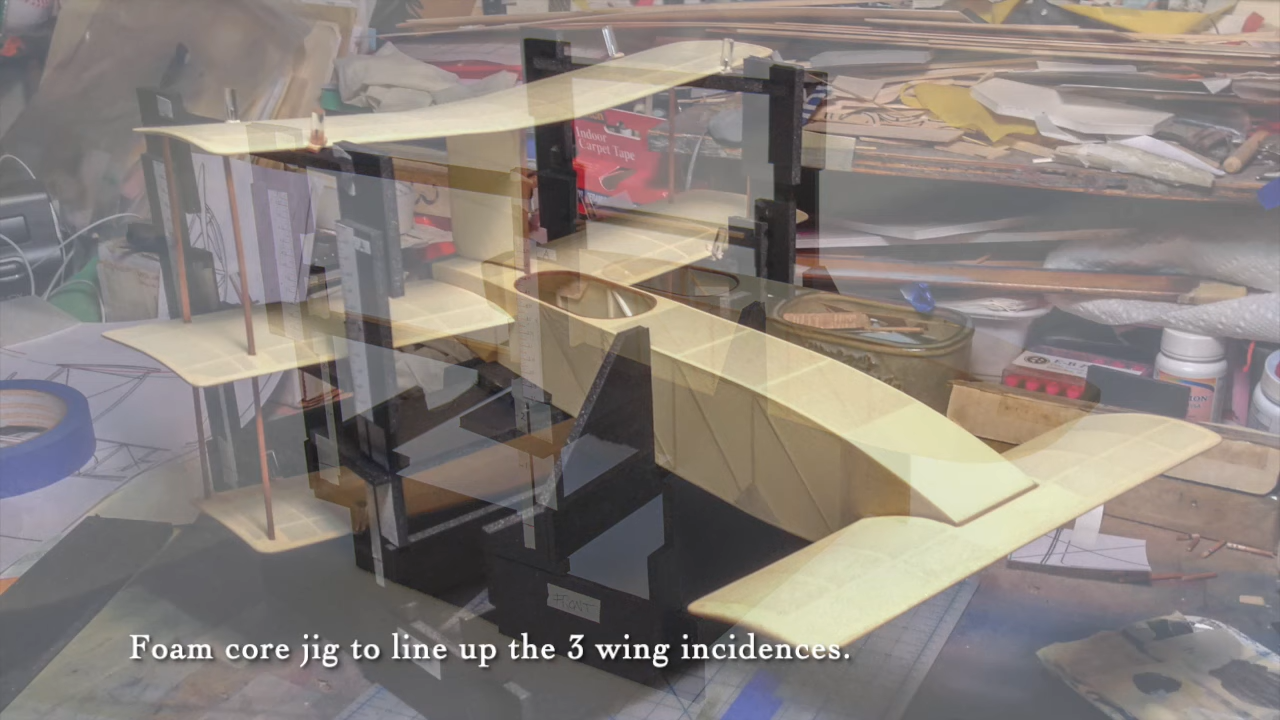 Indoor
Carpet Tape
FRONT
Foam core jig to line up the 3 wing incidences.